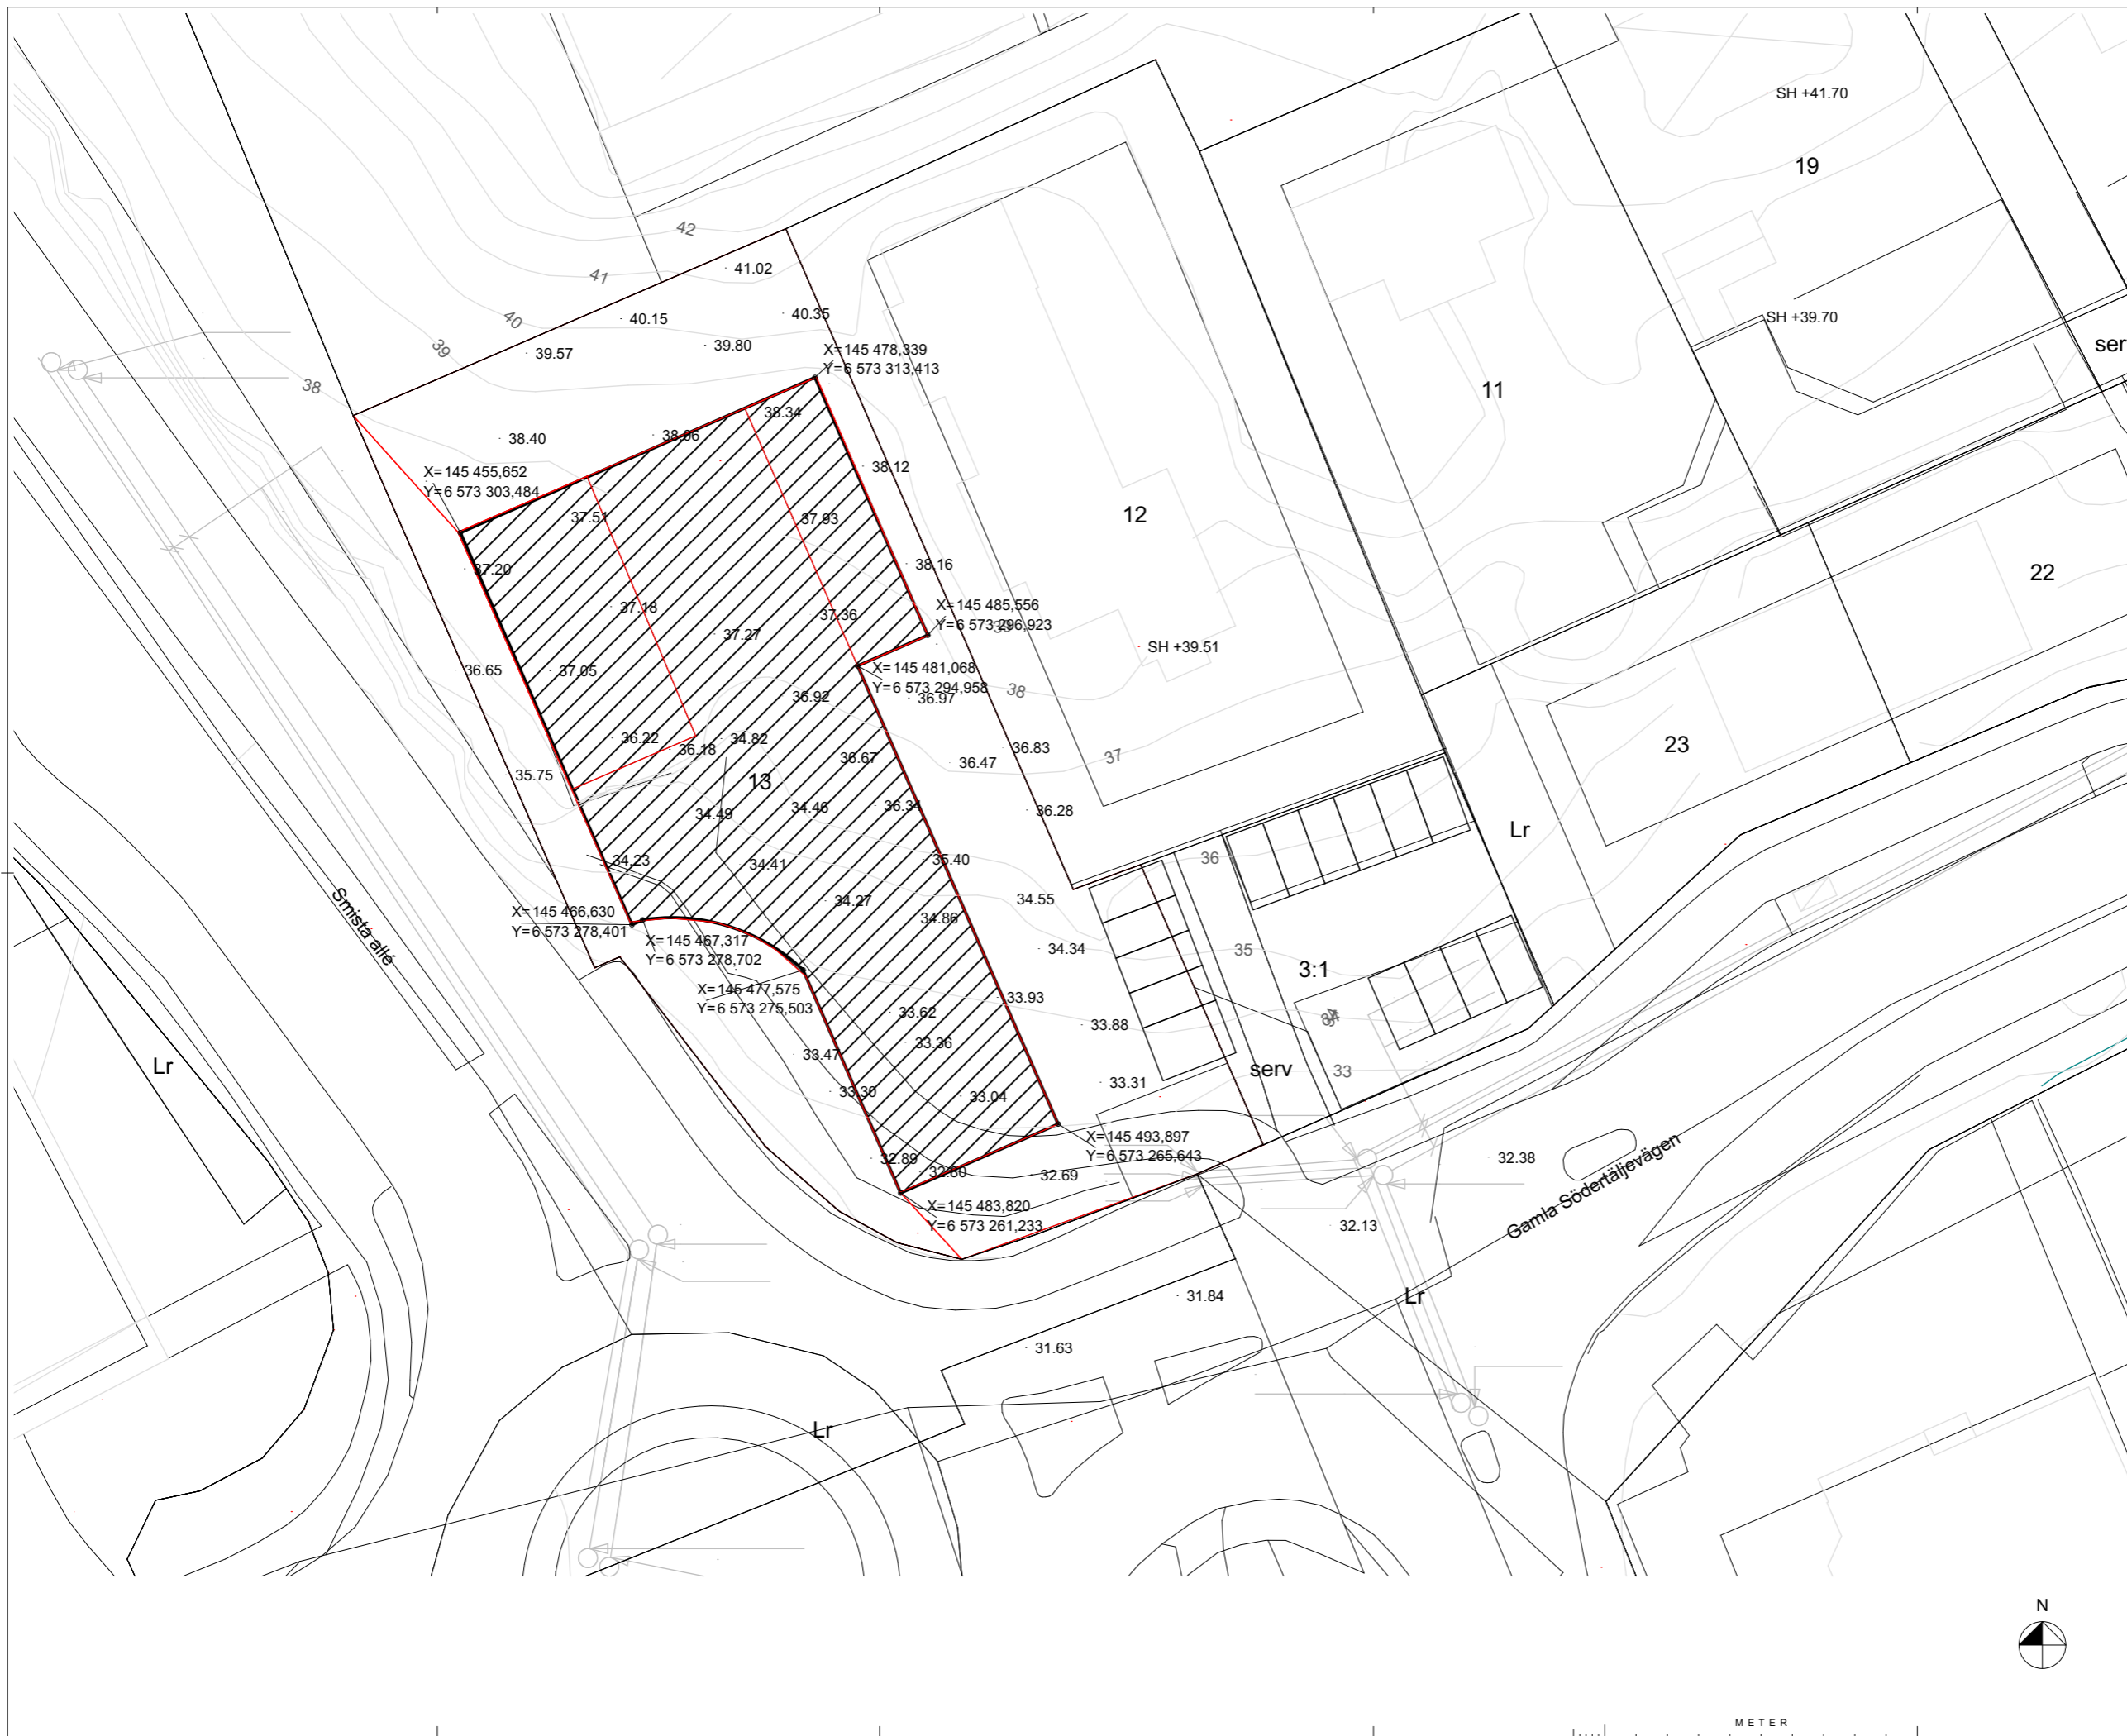 SH +41.70
19
42
41
41.02
40
40.15
40.35
SH +39.70
ser
39
39.57
39.80
X=145 478,339
Y=6 573 313,413
38
11
38.34
38.40
38.12
X=145 455,652
Y=6 573 303,484
37.51
37.93
12
37.20
38.16
22
37.18
37.36
X=145 485,556
Y=6 573 296,923
37.27
SH +39.51
36.65
37.05
X=145 481,068
Y=6 573 294,958
36.92
36.97
38
36.22
36.18
34.82
36.67
36.83
37
23
35.75
13
36.47
34.49
34.46
36.34
36.28
Lr
34.23
34.41
35.40
36
Smista allé
X=145 466,630
Y=6 573 278,401
34.27
34.55
34.86
X=145 467,317
Y=6 573 278,702
34.34
35
3:1
X=145 477,575
Y=6 573 275,503
33.93
33.62
33.88
34
33.36
33.47
Lr
serv
33
33.30
33.04
33.31
X=145 493,897
Y=6 573 265,643
32.89
32.80
32.69
32.38
Gamla Södertäljevägen
X=145 483,820
Y=6 573 261,233
32.13
31.84
Lr
31.63
Lr
N
METER